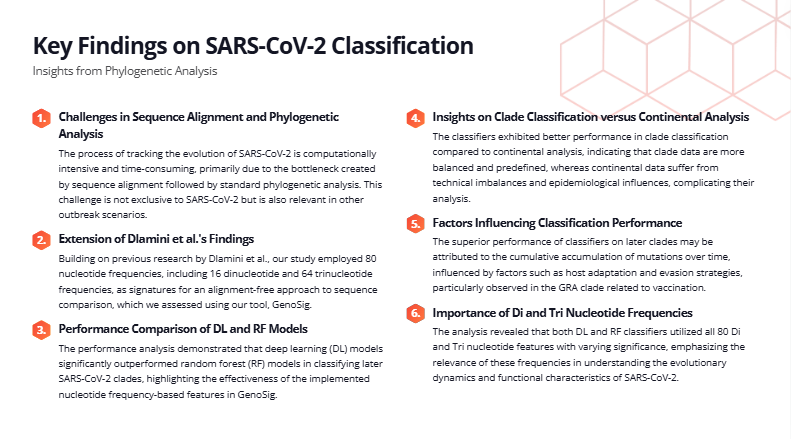 Key Findings on SARS-CoV-2 Classification
Insights from Phylogenetic Analysis
1. Challenges in Sequence Alignment and Phylogenetic
Analysis
The process of tracking the evolution of SARS-CoV-2 is computationally
intensive and time-consuming, primarily due to the bottleneck created
by sequence alignment followed by standard phylogenetic analysis. This
challenge is not exclusive to SARS-CoV-2 but is also relevant in other
outbreak scenarios.
2. Extension of Dlamini et al.'s Findings
Building on previous research by Dlamini et al., our study employed 80
nucleotide frequencies, including 16 dinucleotide and 64 trinucleotide
frequencies, as signatures for an alignment-free approach to sequence
comparison, which we assessed using our tool, GenoSig.
3. Performance Comparison of DL and RF Models
The performance analysis demonstrated that deep learning (DL) models
significantly outperformed random forest (RF) models in classifying later
SARS-CoV-2 clades, highlighting the effectiveness of the implemented
nucleotide frequency-based features in GenoSig.
4. Insights on Clade Classification versus Continental Analysis
The classifiers exhibited better performance in clade classification
compared to continental analysis, indicating that clade data are more
balanced and predefined, whereas continental data suffer from
technical imbalances and epidemiological influences, complicating their
analysis.
5. Factors Influencing Classification Performance
The superior performance of classifiers on later clades may be
attributed to the cumulative accumulation of mutations over time,
influenced by factors such as host adaptation and evasion strategies,
particularly observed in the GRA clade related to vaccination.
6. Importance of Di and Tri Nucleotide Frequencies
The analysis revealed that both DL and RF classifiers utilized all 80 Di
and Tri nucleotide features with varying significance, emphasizing the
relevance of these frequencies in understanding the evolutionary
dynamics and functional characteristics of SARS-CoV-2.